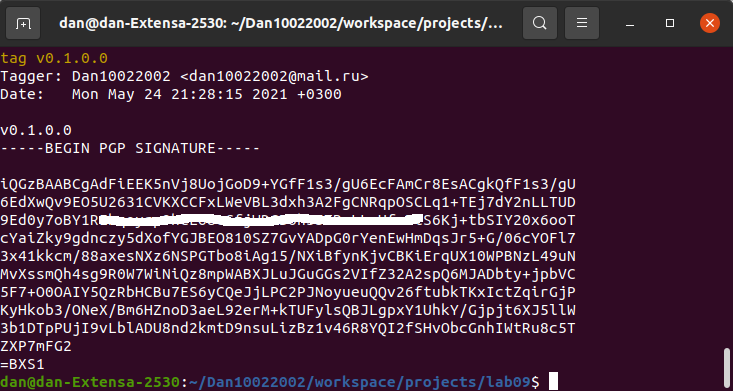 dan@dan-Extensa-2530: ~/Dan10022002/workspace/projects/...
tag v0.1.0.0
Tagger: Dan10022002 <dan10022002@mail.ru>
Date:   Mon May 24 21:28:15 2021 +0300
v0.1.0.0
-----BEGIN PGP SIGNATURE-----
iQGzBAABCgAdFiEEK5nVj8UojGoD9+YGfF1s3/gU6EcFAmCr8EsACgkQfF1s3/gU
6EdXWQv9EO5U2631CVKXCCFxLWeVBL3dxh3A2FgCNRqpOSCLq1+TEj7dY2nLLTUD
9Ed0y7oBY1R S6Kj+tbSIY20x6ooT
cYaiZky9gdnczy5dXofYGJBEO810SZ7GvYADpG0rYenEwHmDqsJr5+G/06cYOFl7
3x41kkcm/88axesNXz6NSPGTbo8iAg15/NXiBfynKjvCBKiErqUX10WPBNzL49uN
MvXssmQh4sg9R0W7WiNiQz8mpWABXJLuJGuGGs2VIfZ32A2spQ6MJADbty+jpbVC
5F7+O0OAIY5QzRbHCBu7ES6yCQeJjLPC2PJNoyueuQQv26ftubkTKxIctZqirGjP
KyHkob3/ONeX/Bm6HZnoD3aeL92erM+kTUFylsQBJLgpxY1UhkY/Gjpjt6XJ5llW
3b1DTpPUjI9vLblADU8nd2kmtD9nsuLizBz1v46R8YQI2fSHvObcGnhIWtRu8c5T
ZXP7mFG2
=BXS1
dan@dan-Extensa-2530:~/Dan10022002/workspace/projects/lab09$